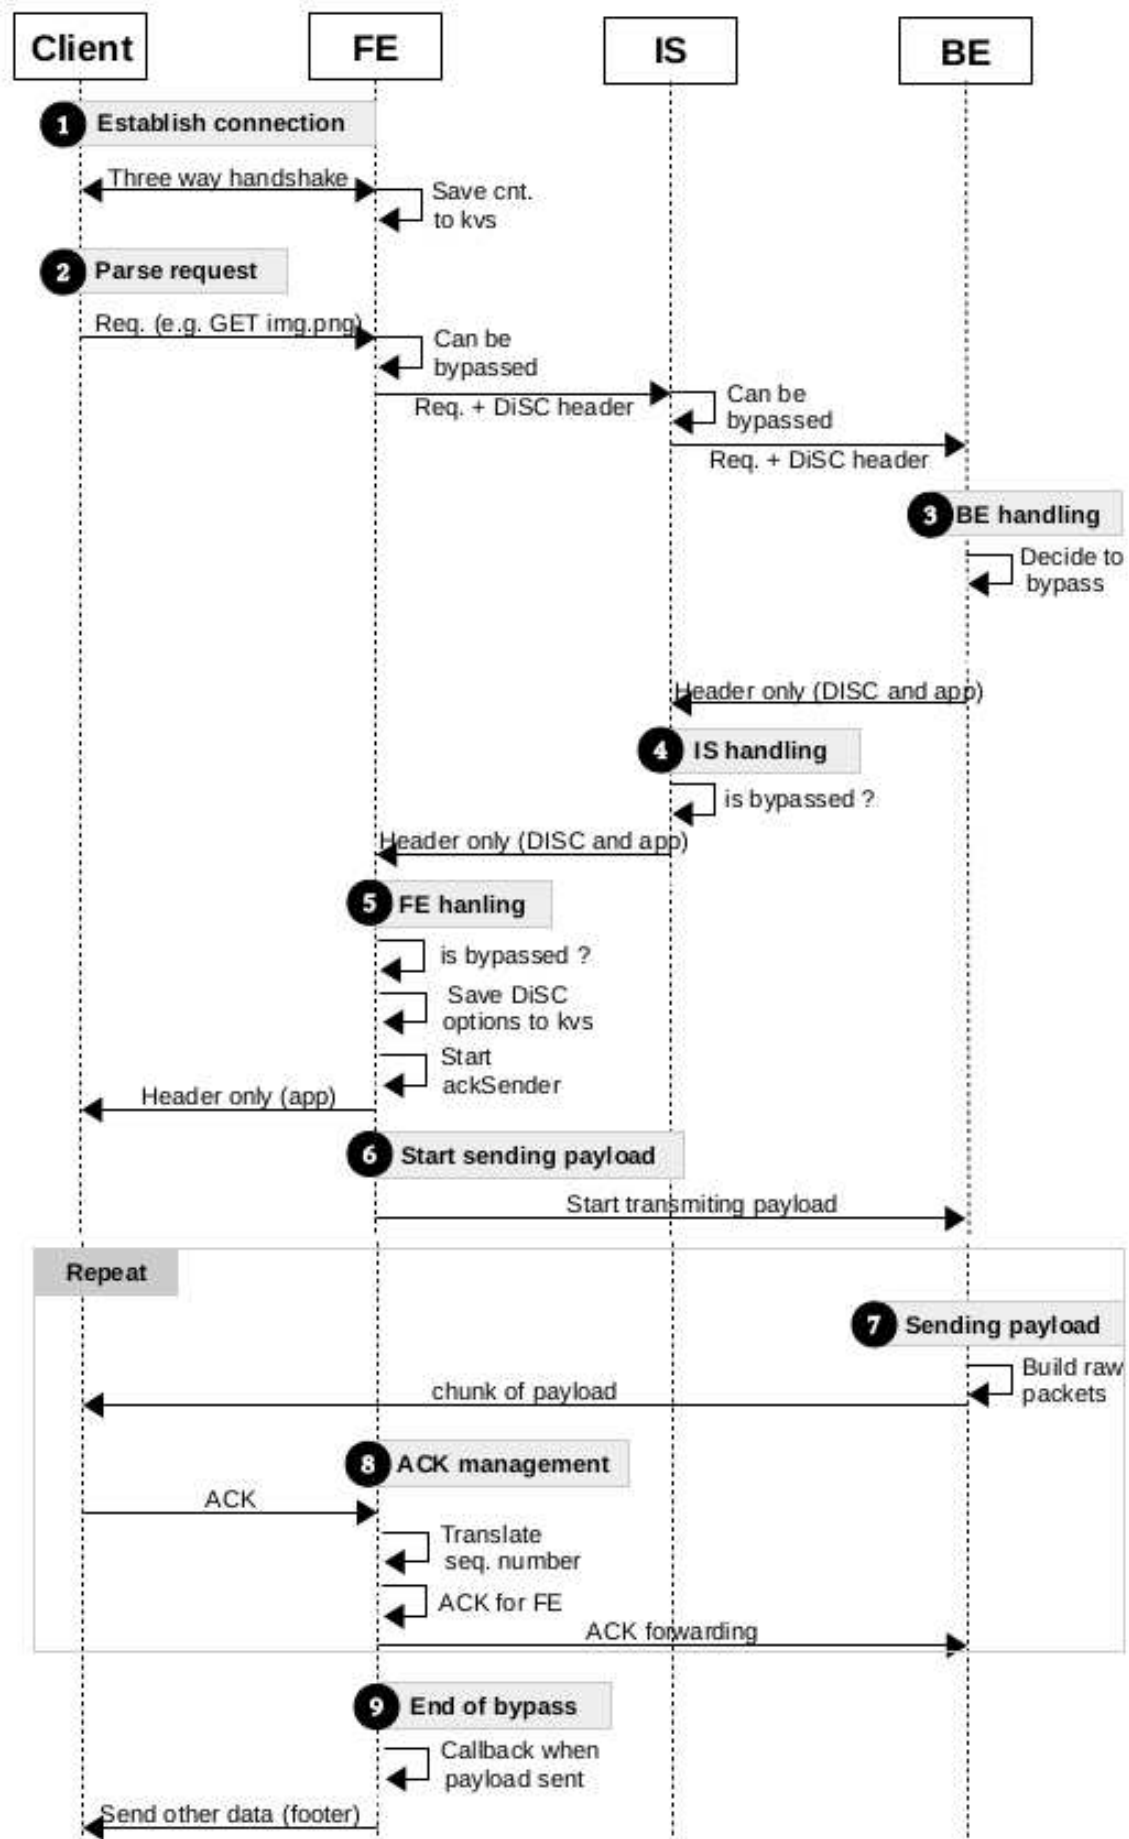 Client
FE
IS
BE
1 Establish connection
Three way handshake
Save cnt.
to kvs
2 Parse request
Req. (e.g. GET img.png)
Can be
bypassed
Req. + DiSC header
Can be
bypassed
Req. + DiSC header
3 BE handling
Decide to
bypass
Header only (DISC and app)
4 IS handling
is bypassed ?
Header only (DISC and app)
5 FE hanling
is bypassed ?
Save DiSC
options to kvs
Start
ackSender
Header only (app)
6 Start sending payload
Start transmiting payload
Repeat
7 Sending payload
Build raw
packets
chunk of payload
8 ACK management
ACK
Translate
seq. number
ACK for FE
ACK forwarding
9 End of bypass
Callback when
payload sent
Send other data (footer)